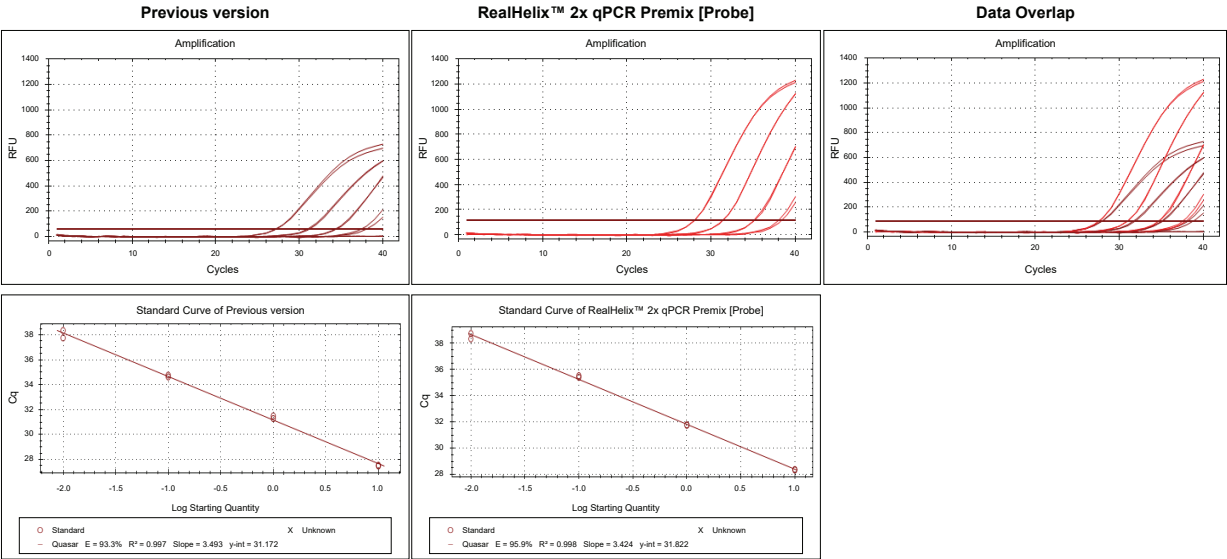 Previous version
RealHelix™ 2x qPCR Premix [Probe]
Data Overlap
Amplification
1400
1200
1000
800
600
400
200
0
RFU
0 10 20 30 40
Cycles
Amplification
1400
1200
1000
800
600
400
200
0
RFU
0 10 20 30 40
Cycles
Amplification
1400
1200
1000
800
600
400
200
0
RFU
0 10 20 30 40
Cycles
Standard Curve of Previous version
38
36
34
32
30
28
Cq
-2.0 -1.5 -1.0 -0.5 0.0 0.5 1.0
Log Starting Quantity
O Standard X Unknown
– Quasar E = 93.3% R² = 0.997 Slope = 3.493 y-int = 31.172
Standard Curve of RealHelix™ 2x qPCR Premix [Probe]
38
36
34
32
30
28
Cq
-2.0 -1.5 -1.0 -0.5 0.0 0.5 1.0
Log Starting Quantity
O Standard X Unknown
– Quasar E = 95.9% R² = 0.998 Slope = 3.424 y-int = 31.822